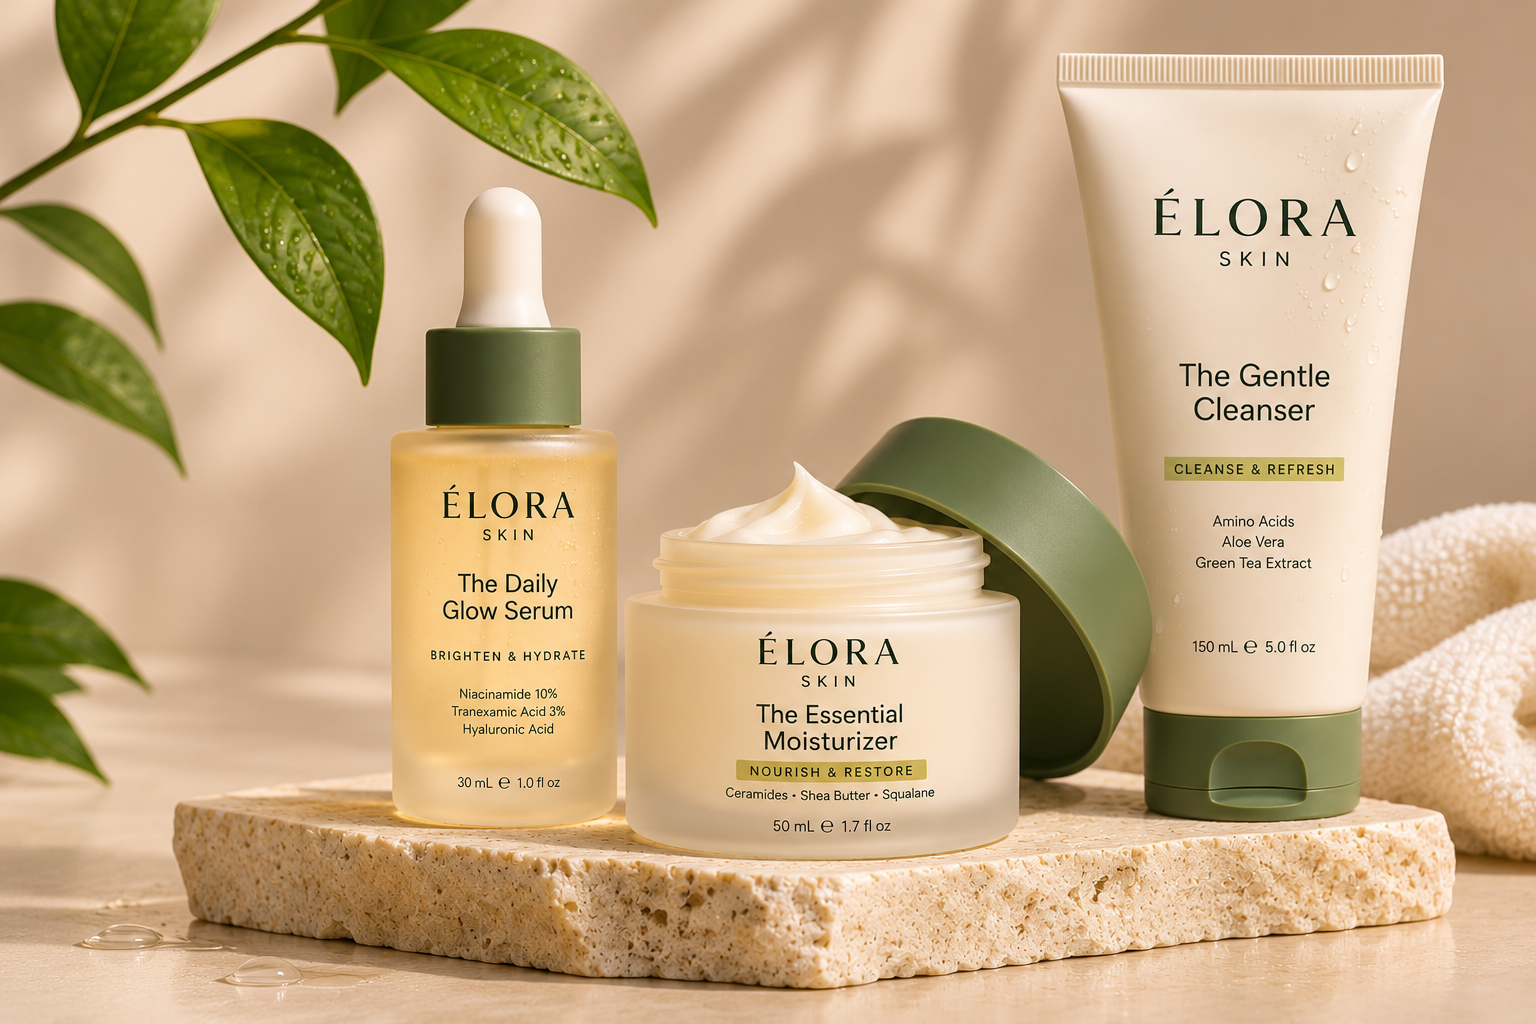 ÉLORA
SKIN
The Daily
Glow Serum
BRIGHTEN & HYDRATE
Niacinamide 10%
Tranexamic Acid 3%
Hyaluronic Acid
30 mL ℮ 1.0 fl oz
ÉLORA
SKIN
The Essential
Moisturizer
NOURISH & RESTORE
Ceramides • Shea Butter • Squalane
50 mL ℮ 1.7 fl oz
ÉLORA
SKIN
The Gentle
Cleanser
CLEANSE & REFRESH
Amino Acids
Aloe Vera
Green Tea Extract
150 mL ℮ 5.0 fl oz